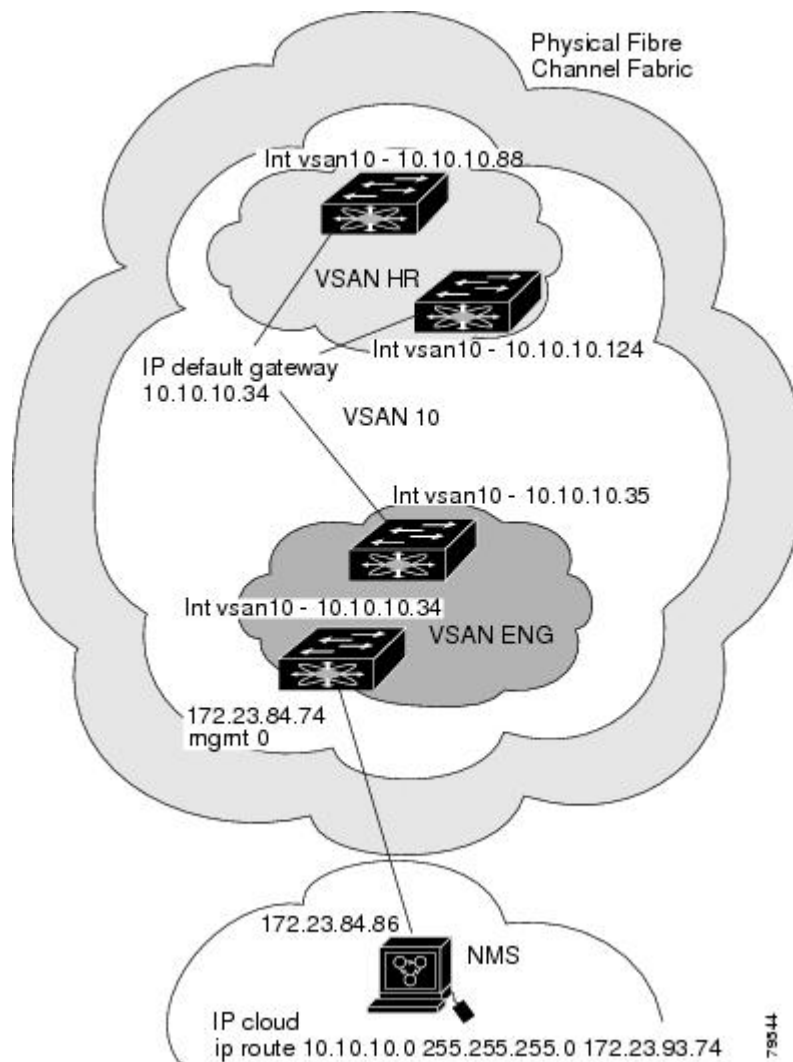 Physical Fibre
Channel Fabric
Int vsan10 - 10.10.10.88
VSAN HR
Int vsan10 - 10.10.10.124
IP default gateway
10.10.10.34
VSAN 10
Int vsan10 - 10.10.10.35
Int vsan10 - 10.10.10.34
VSAN ENG
172.23.84.74
mgmt 0
172.23.84.86
NMS
IP cloud
ip route 10.10.10.0 255.255.255.0 172.23.93.74
79544